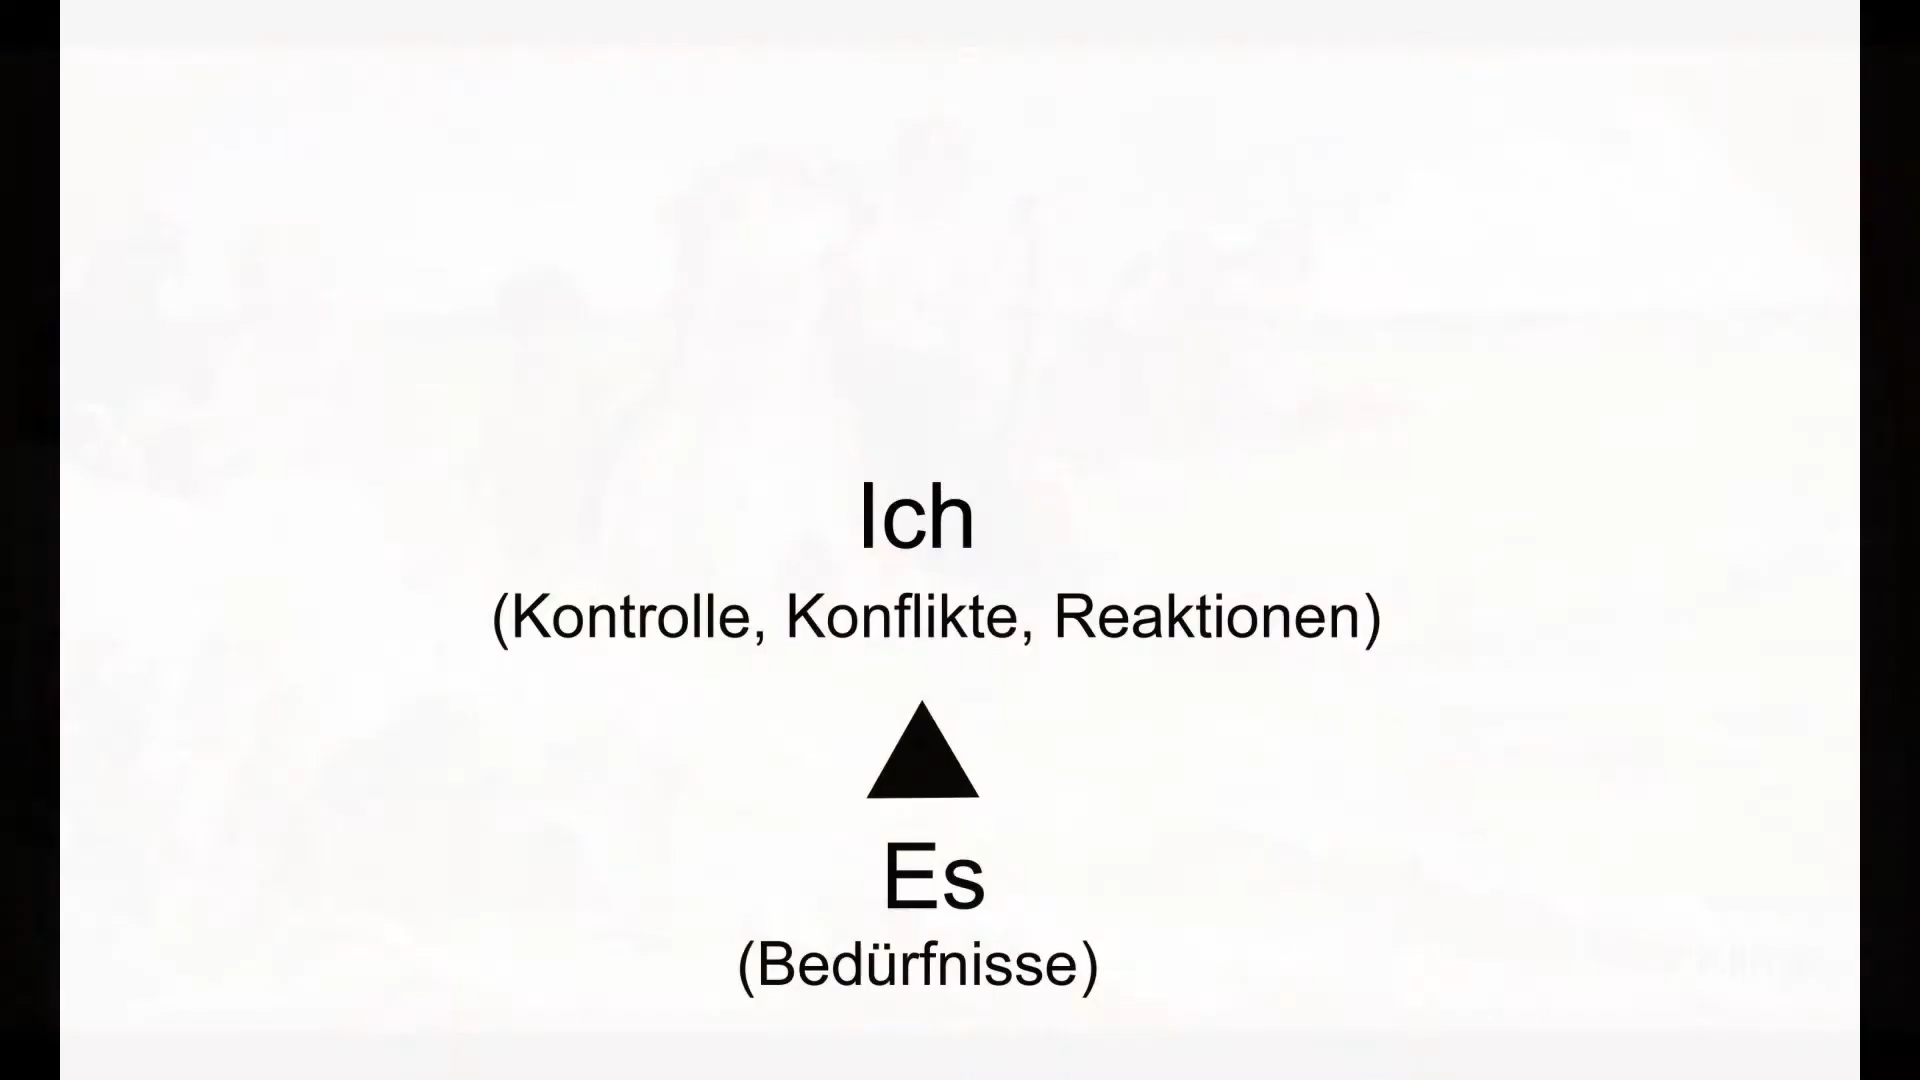 Ich
(Kontrolle, Konflikte, Reaktionen)
Es
(Bedürfnisse)